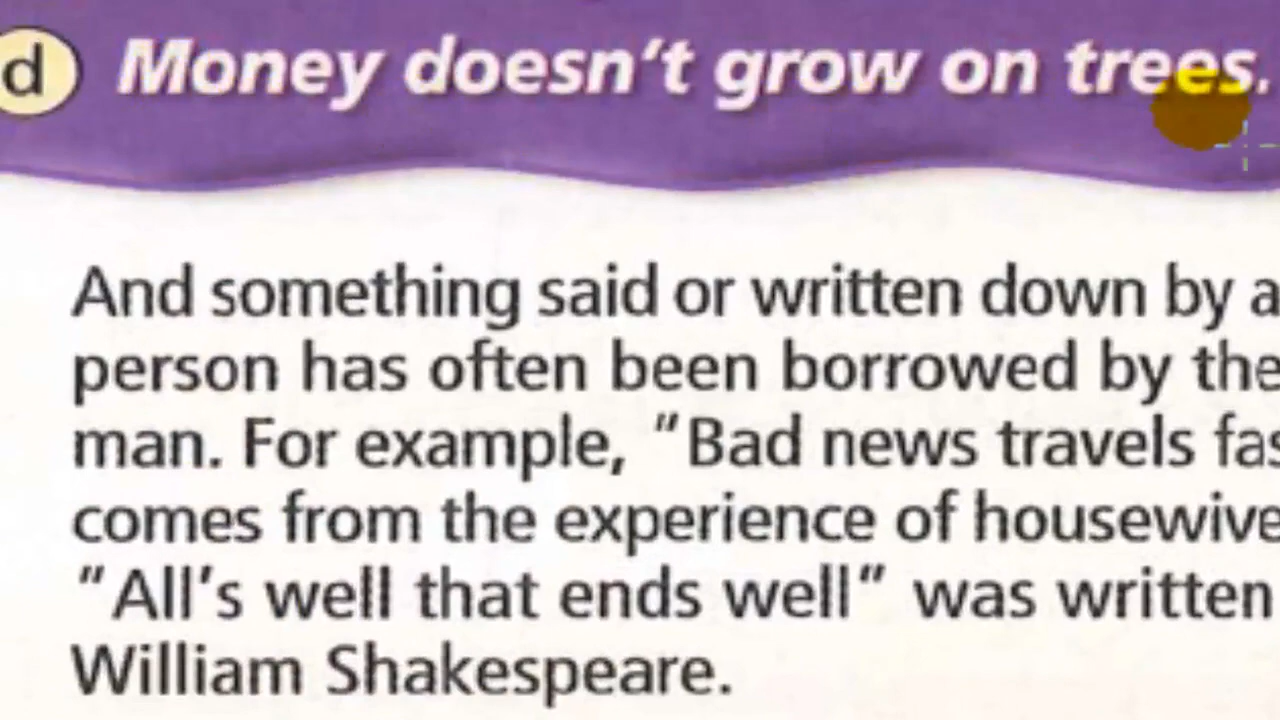 d Money doesn't grow on trees.
And something said or written down by a
person has often been borrowed by the
man. For example, "Bad news travels fas
comes from the experience of housewive
"All's well that ends well" was written
William Shakespeare.